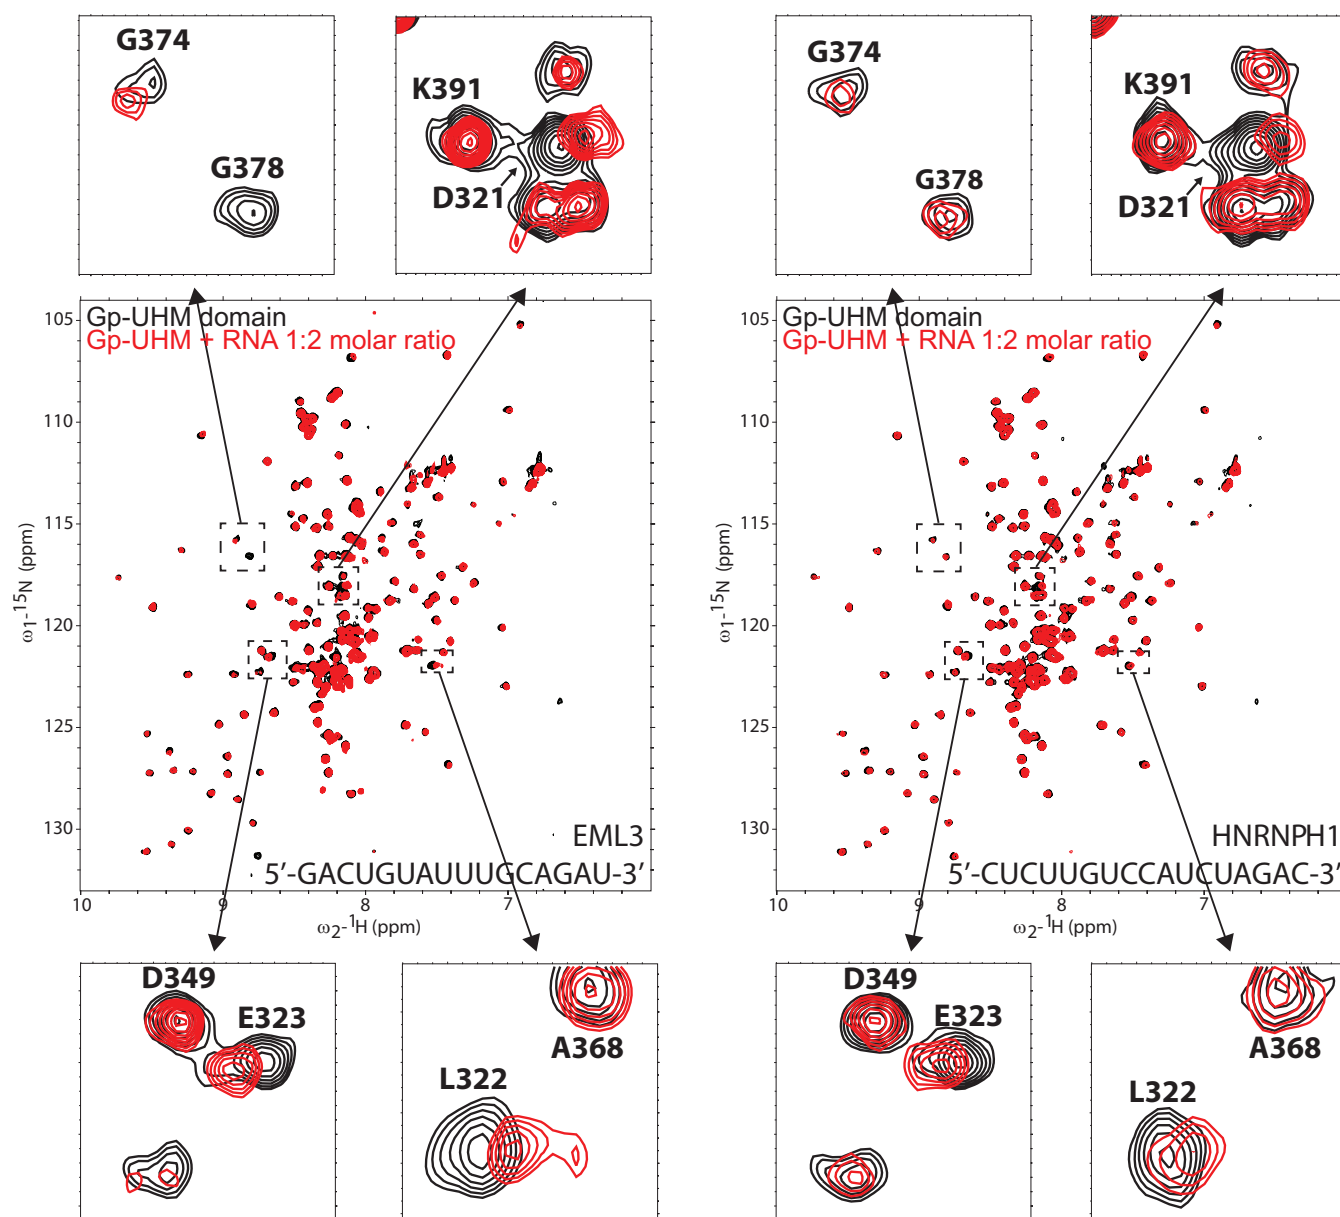 G374
G378
K391
D321
G374
G378
K391
D321
Gp-UHM domain
Gp-UHM + RNA 1:2 molar ratio
105
110
115
120
125
130
ω1-15N (ppm)
EML3
5′-GACUGUAUUUGCAGAU-3′
10
9
8
7
ω2-1H (ppm)
Gp-UHM domain
Gp-UHM + RNA 1:2 molar ratio
105
110
115
120
125
130
ω1-15N (ppm)
HNRNPH1
5′-CUCUUGUCCAUCUAGAC-3′
10
9
8
7
ω2-1H (ppm)
D349
E323
A368
L322
D349
E323
A368
L322